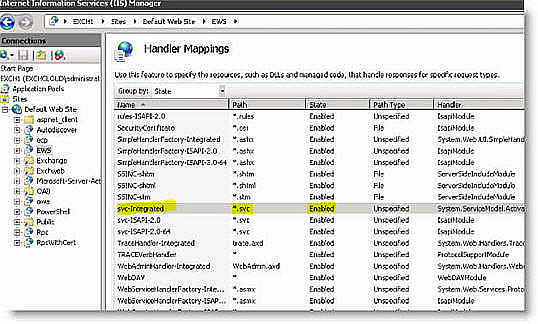 Internet Information Services (IIS) Manager
EXCH1 ▸ Sites ▸ Default Web Site ▸ EWS ▸
Connections
Handler Mappings
Use this feature to specify the resources, such as DLLs and managed code, that handle responses for specific request types.
Start Page
EXCH1 (EXCHCLOUD\administrat
Application Pools
Sites
Default Web Site
aspnet_client
Autodiscover
ecp
EWS
Exchange
Exchweb
Microsoft-Server-Acti
OAB
owa
PowerShell
Public
Rpc
RpcWithCert
Group by: State
Name Path State Path Type Handler
rules-ISAPI-2.0 *.rules Enabled Unspecified IsapiModule
SecurityCertificate *.cer Enabled File IsapiModule
SimpleHandlerFactory-Integrated *.ashx Enabled Unspecified System.Web.UI.SimpleHandle
SimpleHandlerFactory-ISAPI-2.0 *.ashx Enabled Unspecified IsapiModule
SimpleHandlerFactory-ISAPI-2.0-64 *.ashx Enabled Unspecified IsapiModule
SSINC-shtm *.shtm Enabled File ServerSideIncludeModule
SSINC-shtml *.shtml Enabled File ServerSideIncludeModule
SSINC-stm *.stm Enabled File ServerSideIncludeModule
svc-Integrated *.svc Enabled Unspecified System.ServiceModel.Activa
svc-ISAPI-2.0 *.svc Enabled Unspecified IsapiModule
svc-ISAPI-2.0-64 *.svc Enabled Unspecified IsapiModule
TraceHandler-Integrated trace.axd Enabled Unspecified System.Web.Handlers.Trace
TRACEVerbHandler * Enabled Unspecified ProtocolSupportModule
WebAdminHandler-Integrated WebAdmin.axd Enabled Unspecified System.Web.Handlers.WebA
WebDAV * Enabled Unspecified WebDAVModule
WebServiceHandlerFactory-Inte... *.asmx Enabled Unspecified System.Web.Services.Protoc
WebServiceHandlerFactory-ISAP... *.asmx Enabled Unspecified IsapiModule